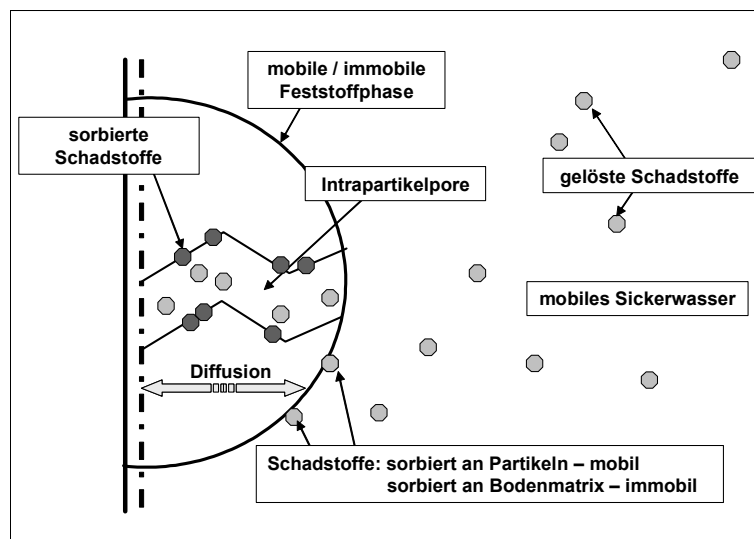 mobile / immobile
Feststoffphase
sorbierte
Schadstoffe
Intrapartikelpore
gelöste Schadstoffe
mobiles Sickerwasser
Diffusion
Schadstoffe: sorbiert an Partikeln – mobil
sorbiert an Bodenmatrix – immobil